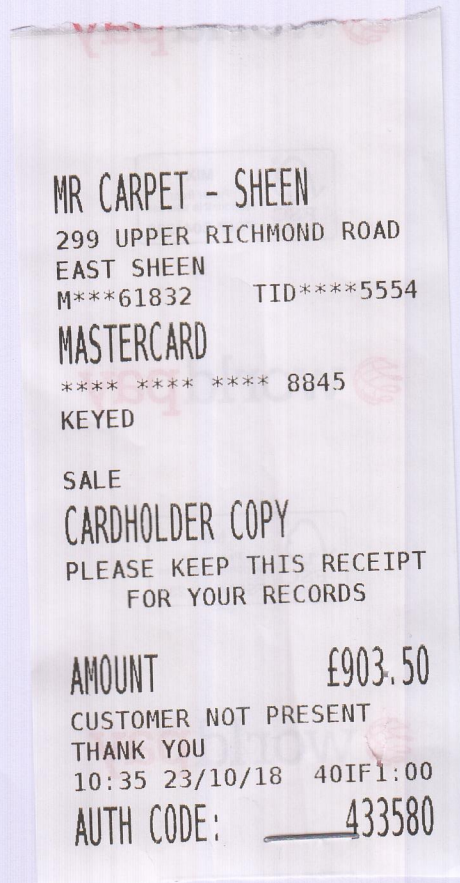 MR CARPET - SHEEN
299 UPPER RICHMOND ROAD
EAST SHEEN
M***61832 TID****5554
MASTERCARD
**** **** **** 8845
KEYED
SALE
CARDHOLDER COPY
PLEASE KEEP THIS RECEIPT
FOR YOUR RECORDS
AMOUNT £903.50
CUSTOMER NOT PRESENT
THANK YOU
10:35 23/10/18 40IF1:00
AUTH CODE: 433580